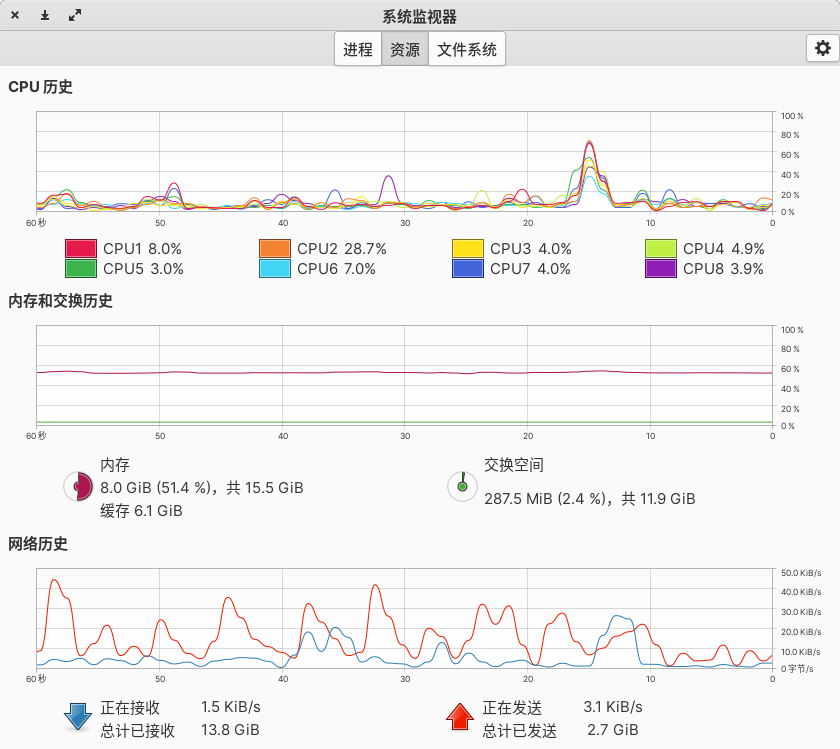 系统监视器
进程 资源 文件系统
CPU 历史
100 %
80 %
60 %
40 %
20 %
0 %
60 秒 50 40 30 20 10 0
CPU1 8.0% CPU2 28.7% CPU3 4.0% CPU4 4.9%
CPU5 3.0% CPU6 7.0% CPU7 4.0% CPU8 3.9%
内存和交换历史
100 %
80 %
60 %
40 %
20 %
0 %
60 秒 50 40 30 20 10 0
内存
8.0 GiB (51.4 %)，共 15.5 GiB
缓存 6.1 GiB
交换空间
287.5 MiB (2.4 %)，共 11.9 GiB
网络历史
50.0 KiB/s
40.0 KiB/s
30.0 KiB/s
20.0 KiB/s
10.0 KiB/s
0 字节/s
60 秒 50 40 30 20 10 0
正在接收 1.5 KiB/s
总计已接收 13.8 GiB
正在发送 3.1 KiB/s
总计已发送 2.7 GiB